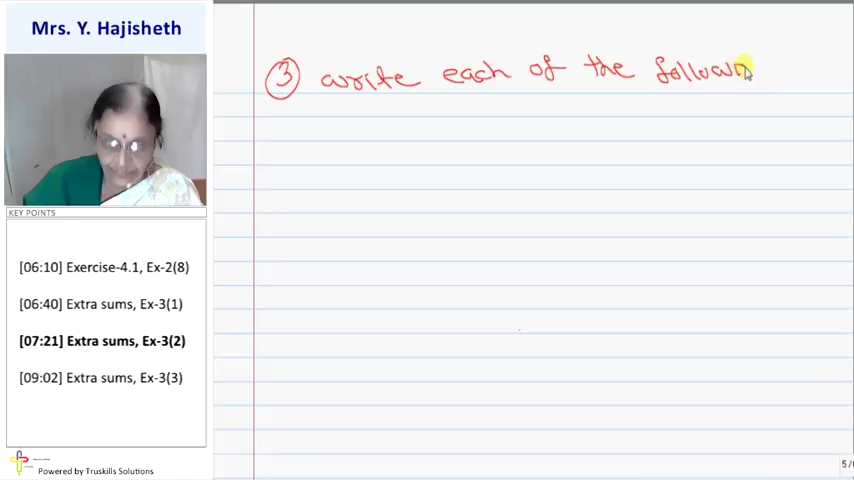 Mrs. Y. Hajisheth
KEY POINTS
[06:10] Exercise-4.1, Ex-2(8)
[06:40] Extra sums, Ex-3(1)
[07:21] Extra sums, Ex-3(2)
[09:02] Extra sums, Ex-3(3)
Powered by Truskills Solutions
③ write each of the followin
5/